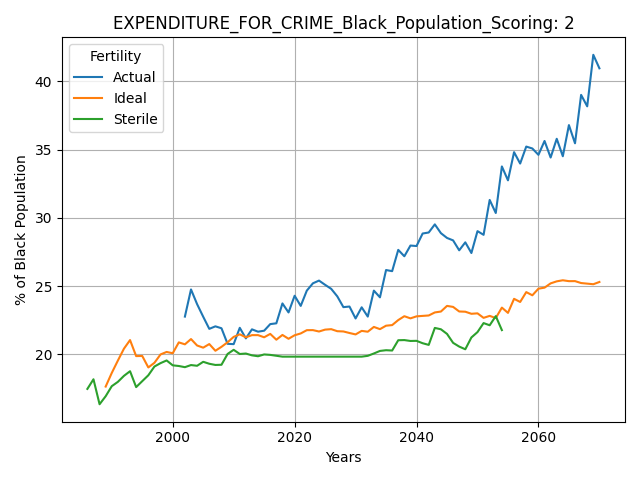 EXPENDITURE_FOR_CRIME_Black_Population_Scoring: 2
Fertility
Actual
Ideal
Sterile
% of Black Population
40
35
30
25
20
2000 2020 2040 2060
Years